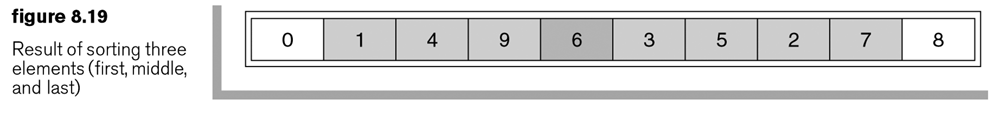 figure 8.19
Result of sorting three
elements (first, middle,
and last)
0 1 4 9 6 3 5 2 7 8